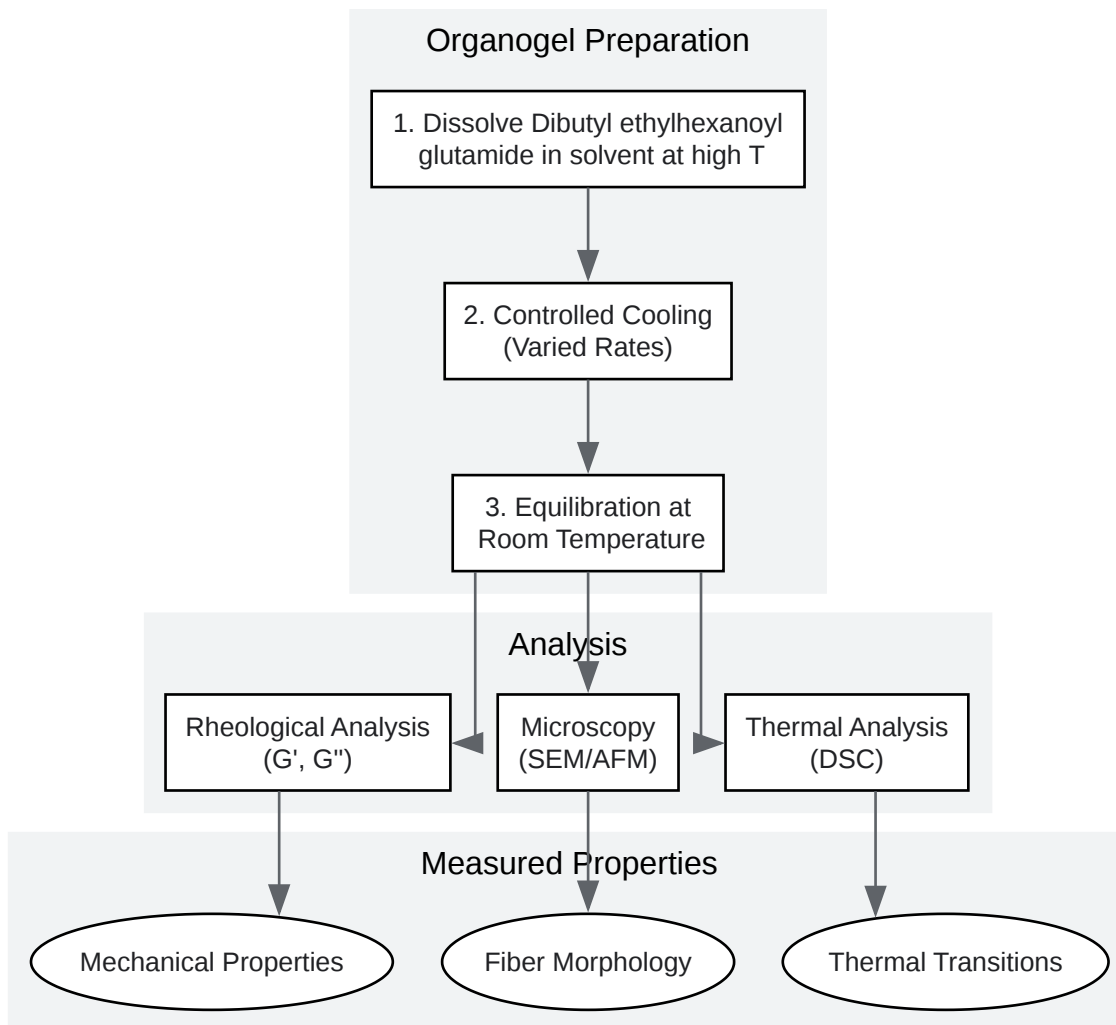 Organogel Preparation
1. Dissolve Dibutyl ethylhexanoyl
glutamide in solvent at high T
2. Controlled Cooling
(Varied Rates)
3. Equilibration at
Room Temperature
Analysis
Rheological Analysis
(G', G")
Microscopy
(SEM/AFM)
Thermal Analysis
(DSC)
Measured Properties
Mechanical Properties
Fiber Morphology
Thermal Transitions